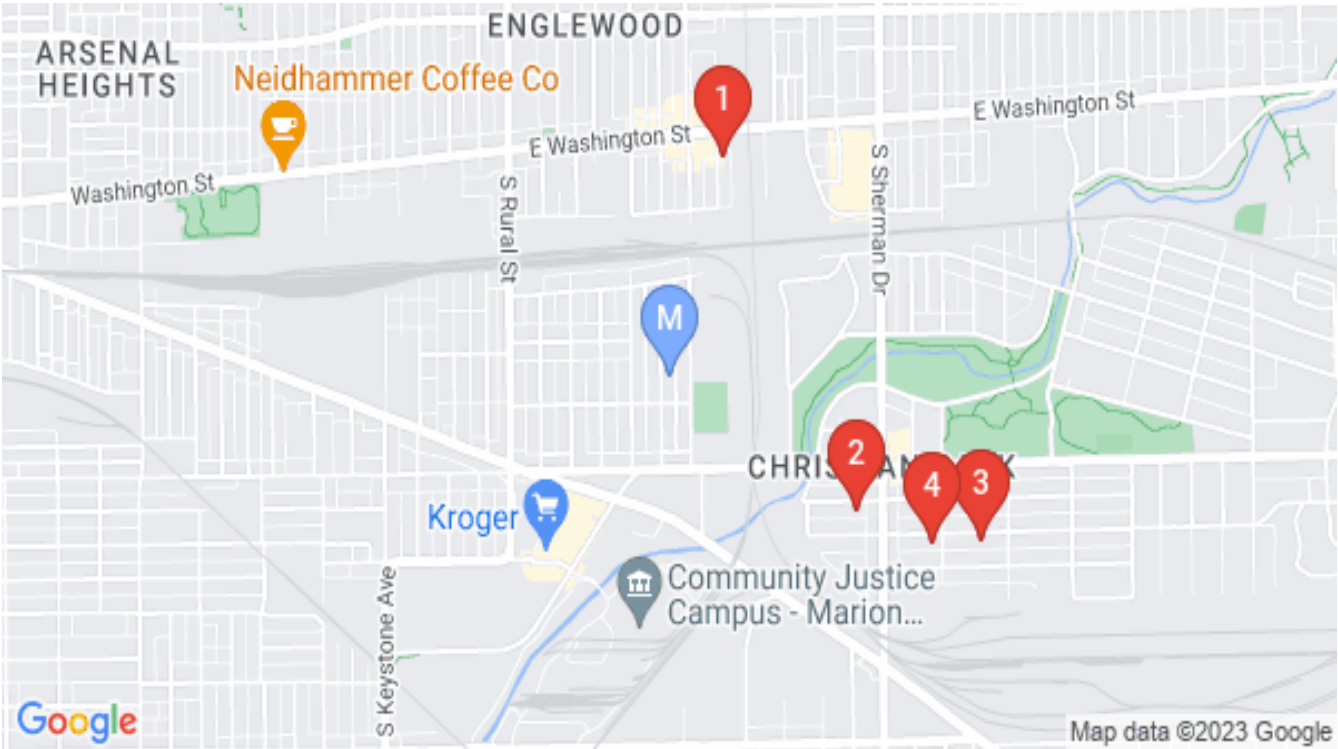 ENGLEWOOD
ARSENAL
HEIGHTS
Neidhammer Coffee Co
1
E Washington St
E Washington St
Washington St
S Rural St
S Sherman Dr
M
2
4
3
Kroger
Community Justice
Campus - Marion...
S Keystone Ave
Google
Map data ©2023 Google